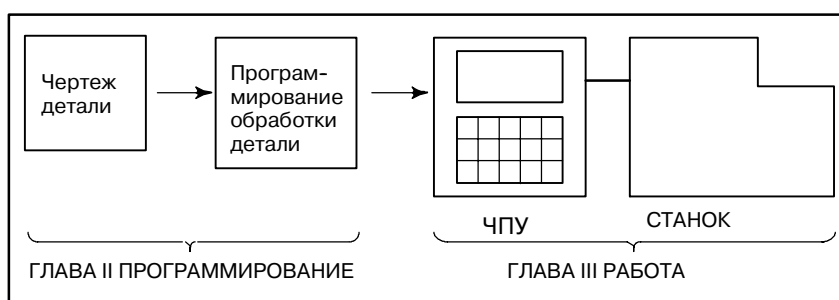 Чертеж
детали
Програм-
мирование
обработки
детали
ЧПУ
СТАНОК
ГЛАВА II ПРОГРАММИРОВАНИЕ
ГЛАВА III РАБОТА